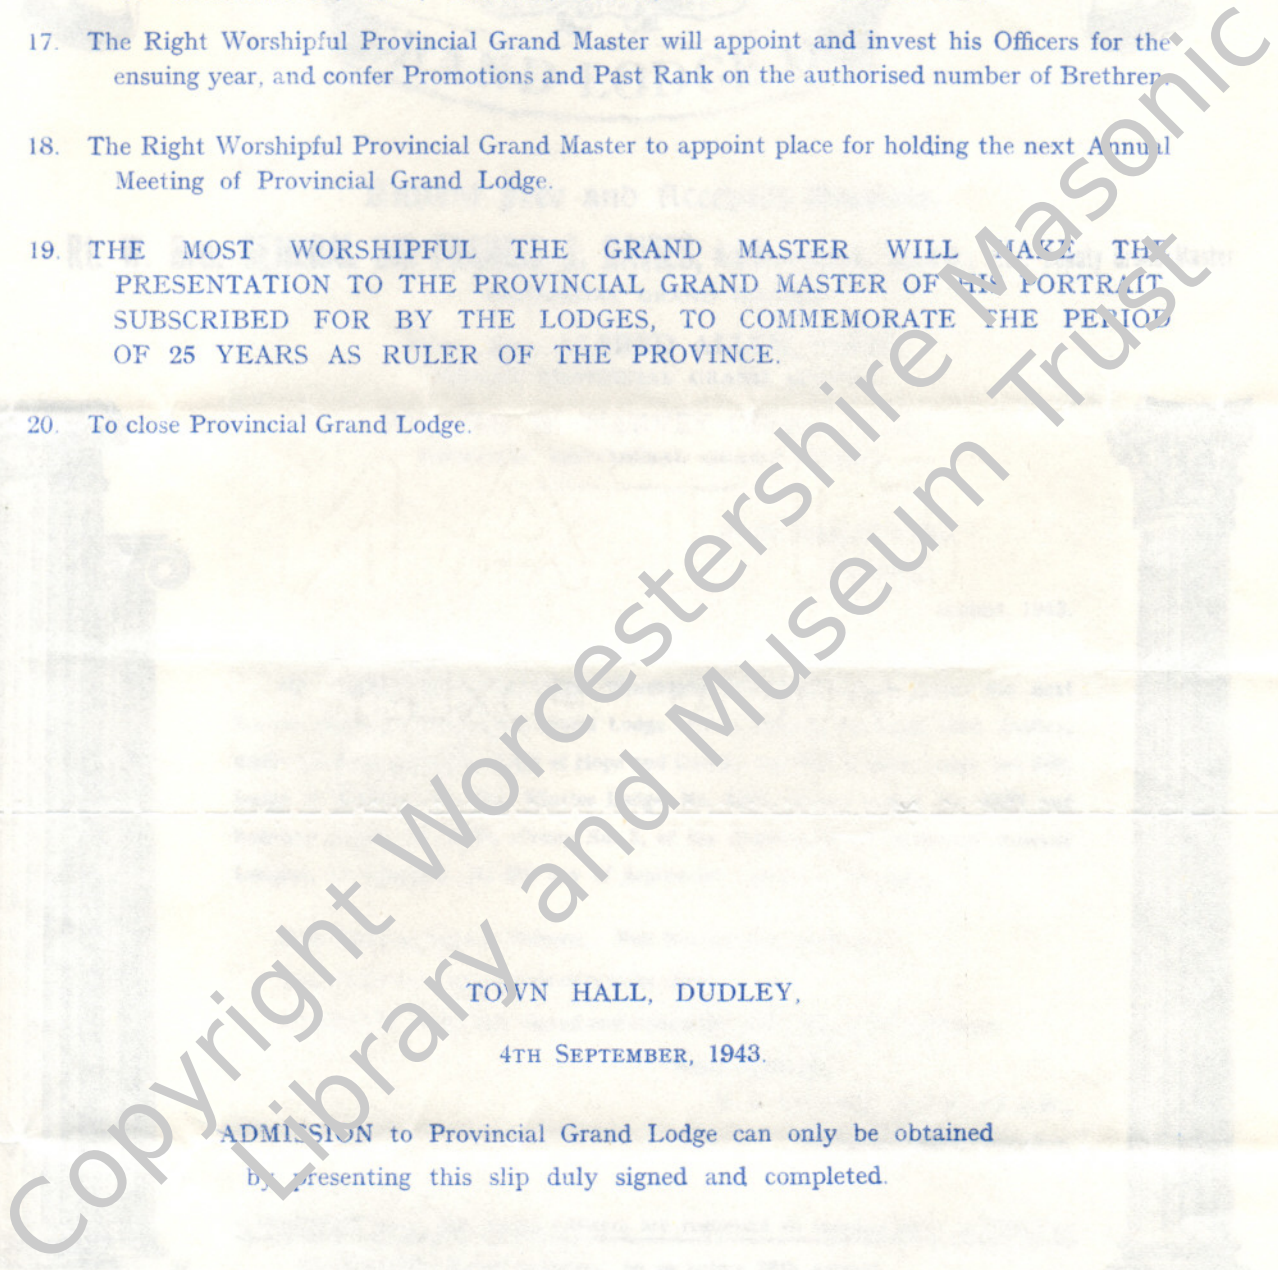 17. The Right Worshipful Provincial Grand Master will appoint and invest his Officers for the
ensuing year, and confer Promotions and Past Rank on the authorised number of Brethren.
18. The Right Worshipful Provincial Grand Master to appoint place for holding the next Annual
Meeting of Provincial Grand Lodge.
19. THE MOST WORSHIPFUL THE GRAND MASTER WILL MAKE THE
PRESENTATION TO THE PROVINCIAL GRAND MASTER OF HIS PORTRAIT
SUBSCRIBED FOR BY THE LODGES, TO COMMEMORATE THE PERIOD
OF 25 YEARS AS RULER OF THE PROVINCE.
20. To close Provincial Grand Lodge.
TOWN HALL, DUDLEY,
4TH SEPTEMBER, 1943.
ADMISSION to Provincial Grand Lodge can only be obtained
by presenting this slip duly signed and completed.
Copyright Worcestershire Masonic
Library and Museum Trust